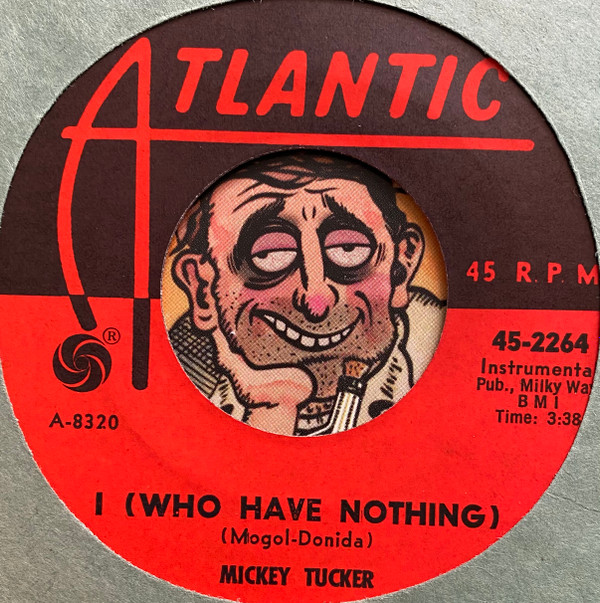 ATLANTIC
45 R.P.M
®
45-2264
Instrumenta
Pub., Milky Wa
B M I
Time: 3:38
A-8320
I (WHO HAVE NOTHING)
(Mogol-Donida)
MICKEY TUCKER